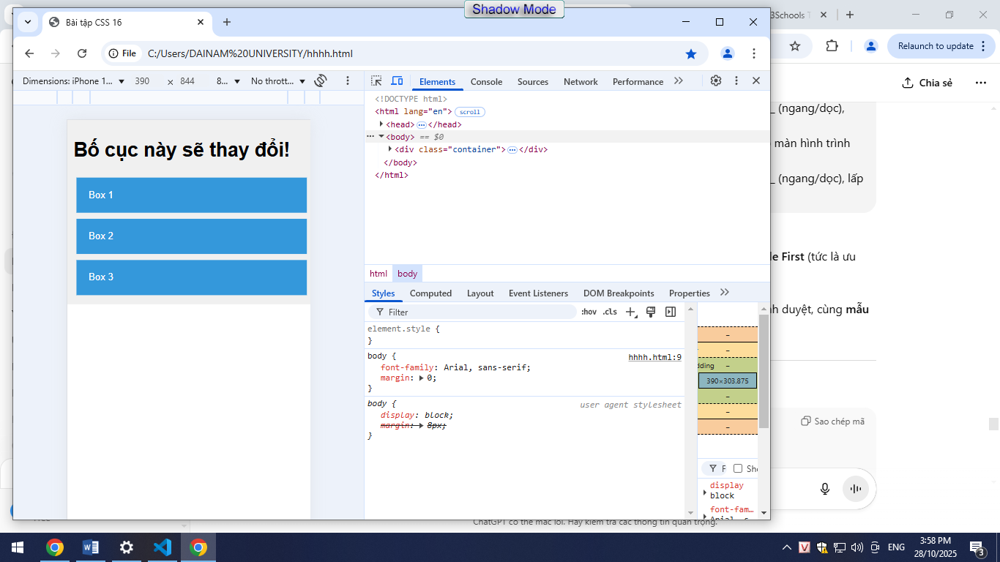 Shadow Mode
Bài tập CSS 16
3Schools T
File
C:/Users/DAINAM%20UNIVERSITY/hhhh.html
Relaunch to update
Dimensions: iPhone 1...
390
×
844
8...
No thrott...
Elements
Console
Sources
Network
Performance
Chia sẻ
<!DOCTYPE html>
<html lang="en">
scroll
<head>
</head>
<body> == $0
<div class="container">
</div>
</body>
</html>
Bố cục này sẽ thay đổi!
Box 1
Box 2
Box 3
_ (ngang/dọc),
màn hình trình
_ (ngang/dọc), lấp
le First (tức là ưu
nh duyệt, cùng mẫu
html
body
Styles
Computed
Layout
Event Listeners
DOM Breakpoints
Properties
Filter
:hov
.cls
element.style {
}
body {
hhhh.html:9
font-family: Arial, sans-serif;
margin: 0;
}
body {
user agent stylesheet
display: block;
margin: 8px;
}
–
–
dding –
390×303.875
–
–
–
F
Sho
display
block
font-fam…
Sao chép mã
ChatGPT có thể mắc lỗi. Hãy kiểm tra các thông tin quan trọng.
ENG
3:58 PM
28/10/2025
3